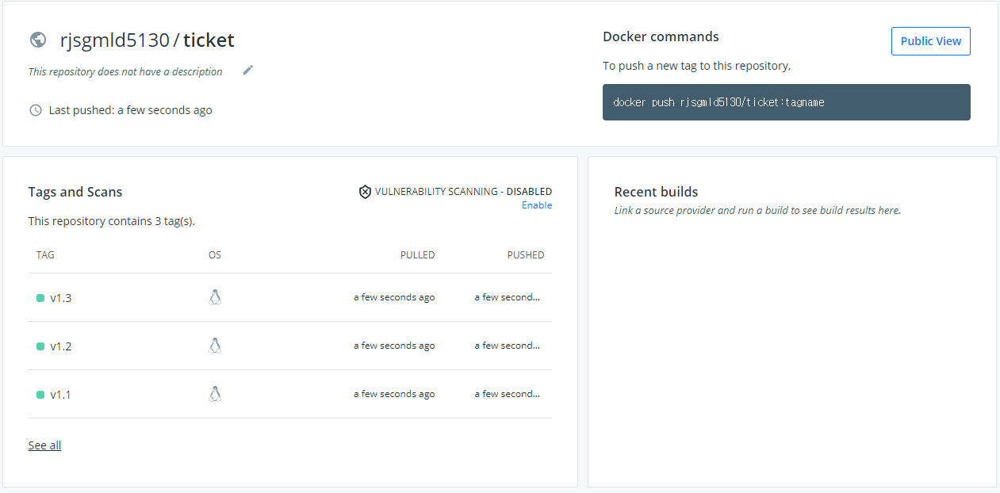 rjsgmld5130 / ticket
This repository does not have a description
Last pushed: a few seconds ago
Docker commands
Public View
To push a new tag to this repository,
docker push rjsgmld5130/ticket:tagname
Tags and Scans
VULNERABILITY SCANNING - DISABLED
Enable
This repository contains 3 tag(s).
TAG OS PULLED PUSHED
v1.3 a few seconds ago a few second...
v1.2 a few seconds ago a few second...
v1.1 a few seconds ago a few second...
See all
Recent builds
Link a source provider and run a build to see build results here.